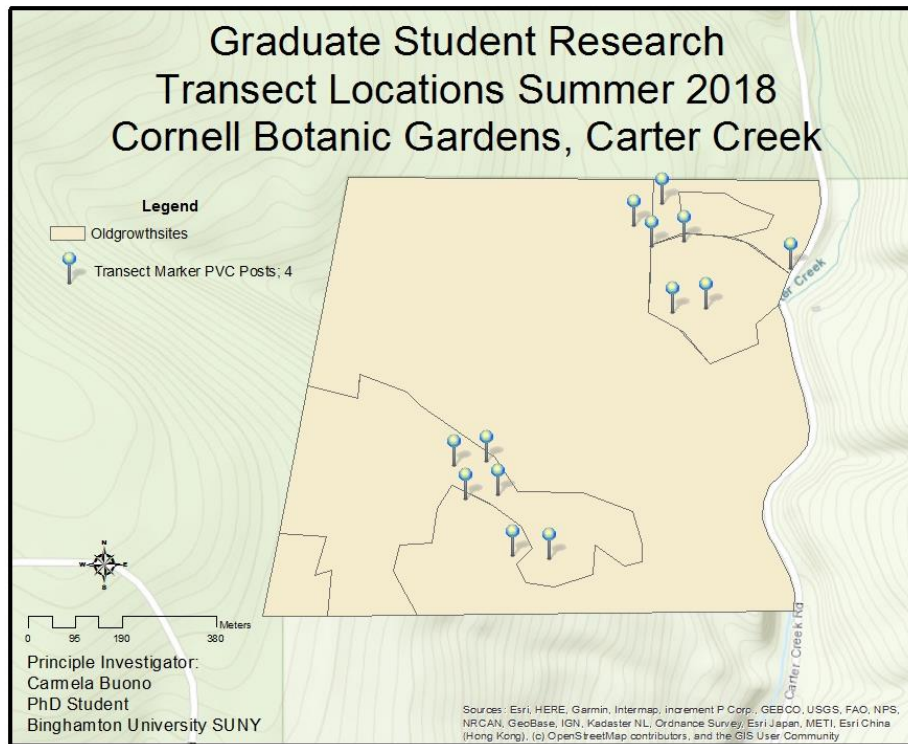 Graduate Student Research
Transect Locations Summer 2018
Cornell Botanic Gardens, Carter Creek
Legend
Oldgrowthsites
Transect Marker PVC Posts; 4
Creek
N
W E
S
Meters
0 95 190 380
Carter Creek Rd
Principle Investigator:
Carmela Buono
PhD Student
Binghamton University SUNY
Sources: Esri, HERE, Garmin, Intermap, increment P Corp., GEBCO, USGS, FAO, NPS,
NRCAN, GeoBase, IGN, Kadaster NL, Ordnance Survey, Esri Japan, METI, Esri China
(Hong Kong), (c) OpenStreetMap contributors, and the GIS User Community